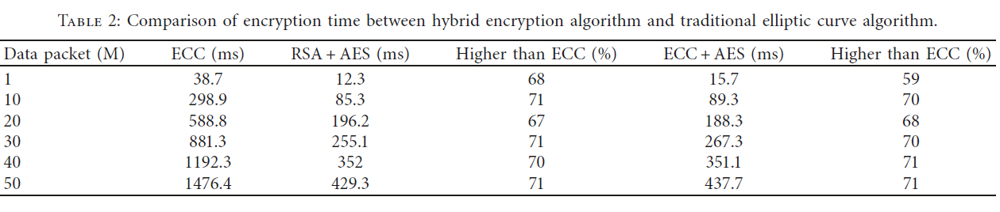 TABLE 2: Comparison of encryption time between hybrid encryption algorithm and traditional elliptic curve algorithm.
Data packet (M) ECC (ms) RSA + AES (ms) Higher than ECC (%) ECC + AES (ms) Higher than ECC (%)
1 38.7 12.3 68 15.7 59
10 298.9 85.3 71 89.3 70
20 588.8 196.2 67 188.3 68
30 881.3 255.1 71 267.3 70
40 1192.3 352 70 351.1 71
50 1476.4 429.3 71 437.7 71